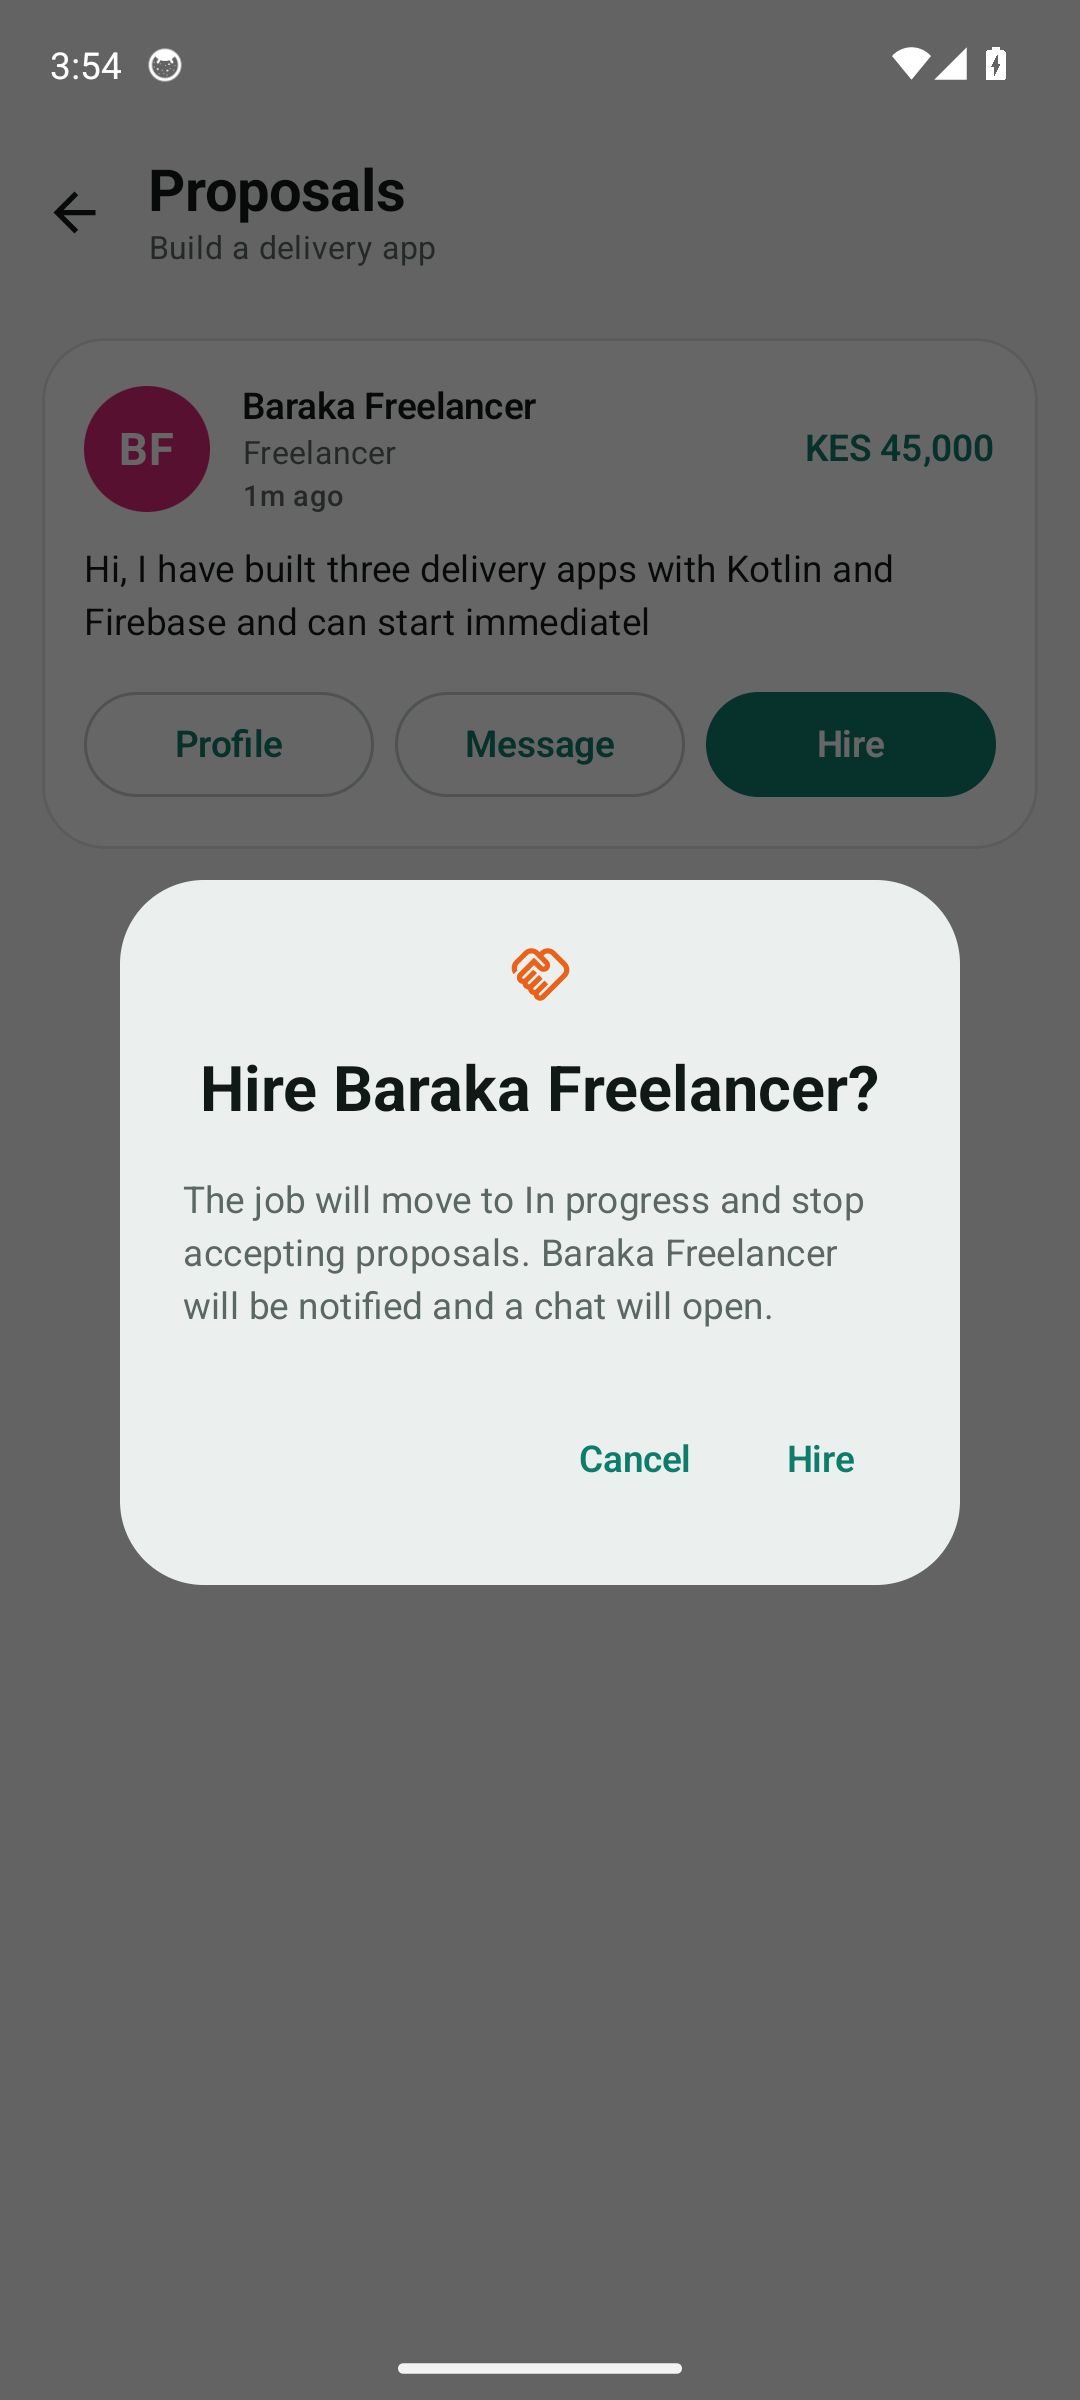 3:54
Proposals
Build a delivery app
BF
Baraka Freelancer
Freelancer
1m ago
KES 45,000
Hi, I have built three delivery apps with Kotlin and
Firebase and can start immediatel
Profile
Message
Hire
Hire Baraka Freelancer?
The job will move to In progress and stop
accepting proposals. Baraka Freelancer
will be notified and a chat will open.
Cancel
Hire